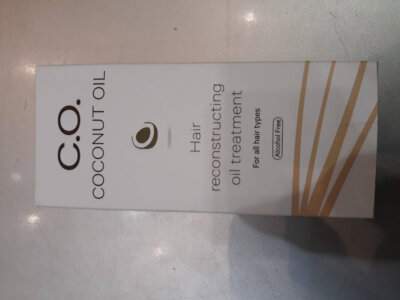 C.O.
COCONUT OIL
Hair
reconstructing
oil treatment
For all hair types
Alcohol Free